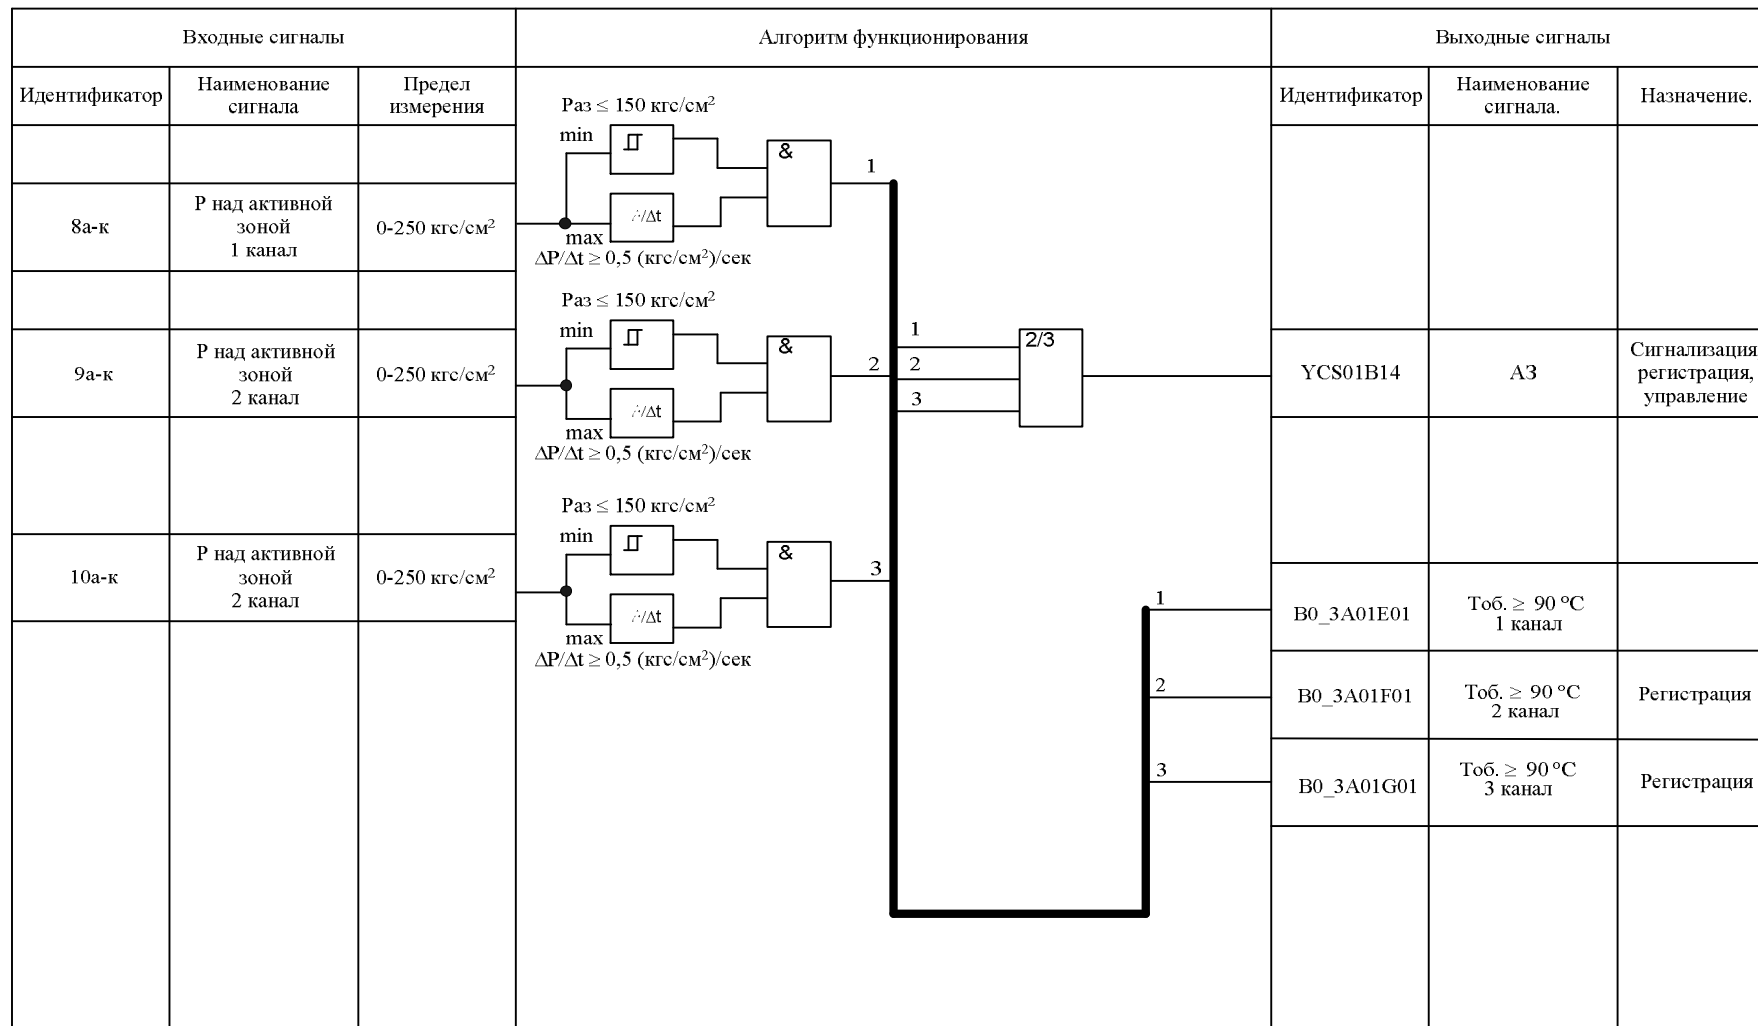 Входные сигналы
Алгоритм функционирования
Выходные сигналы
Идентификатор
Наименование
сигнала
Предел
измерения
Идентификатор
Наименование
сигнала.
Назначение.
Раз ≤ 150 кгс/см²
min
&
1
8а-к
Р над активной
зоной
1 канал
0-250 кгс/см²
/Δt
max
ΔP/Δt ≥ 0,5 (кгс/см²)/сек
Раз ≤ 150 кгс/см²
min
&
2
9а-к
Р над активной
зоной
2 канал
0-250 кгс/см²
/Δt
max
ΔP/Δt ≥ 0,5 (кгс/см²)/сек
1
2
3
2/3
YCS01B14
АЗ
Сигнализация
регистрация,
управление
Раз ≤ 150 кгс/см²
min
&
3
10а-к
Р над активной
зоной
2 канал
0-250 кгс/см²
/Δt
max
ΔP/Δt ≥ 0,5 (кгс/см²)/сек
1
B0_3A01E01
Тоб. ≥ 90 °C
1 канал
2
B0_3A01F01
Тоб. ≥ 90 °C
2 канал
Регистрация
3
B0_3A01G01
Тоб. ≥ 90 °C
3 канал
Регистрация